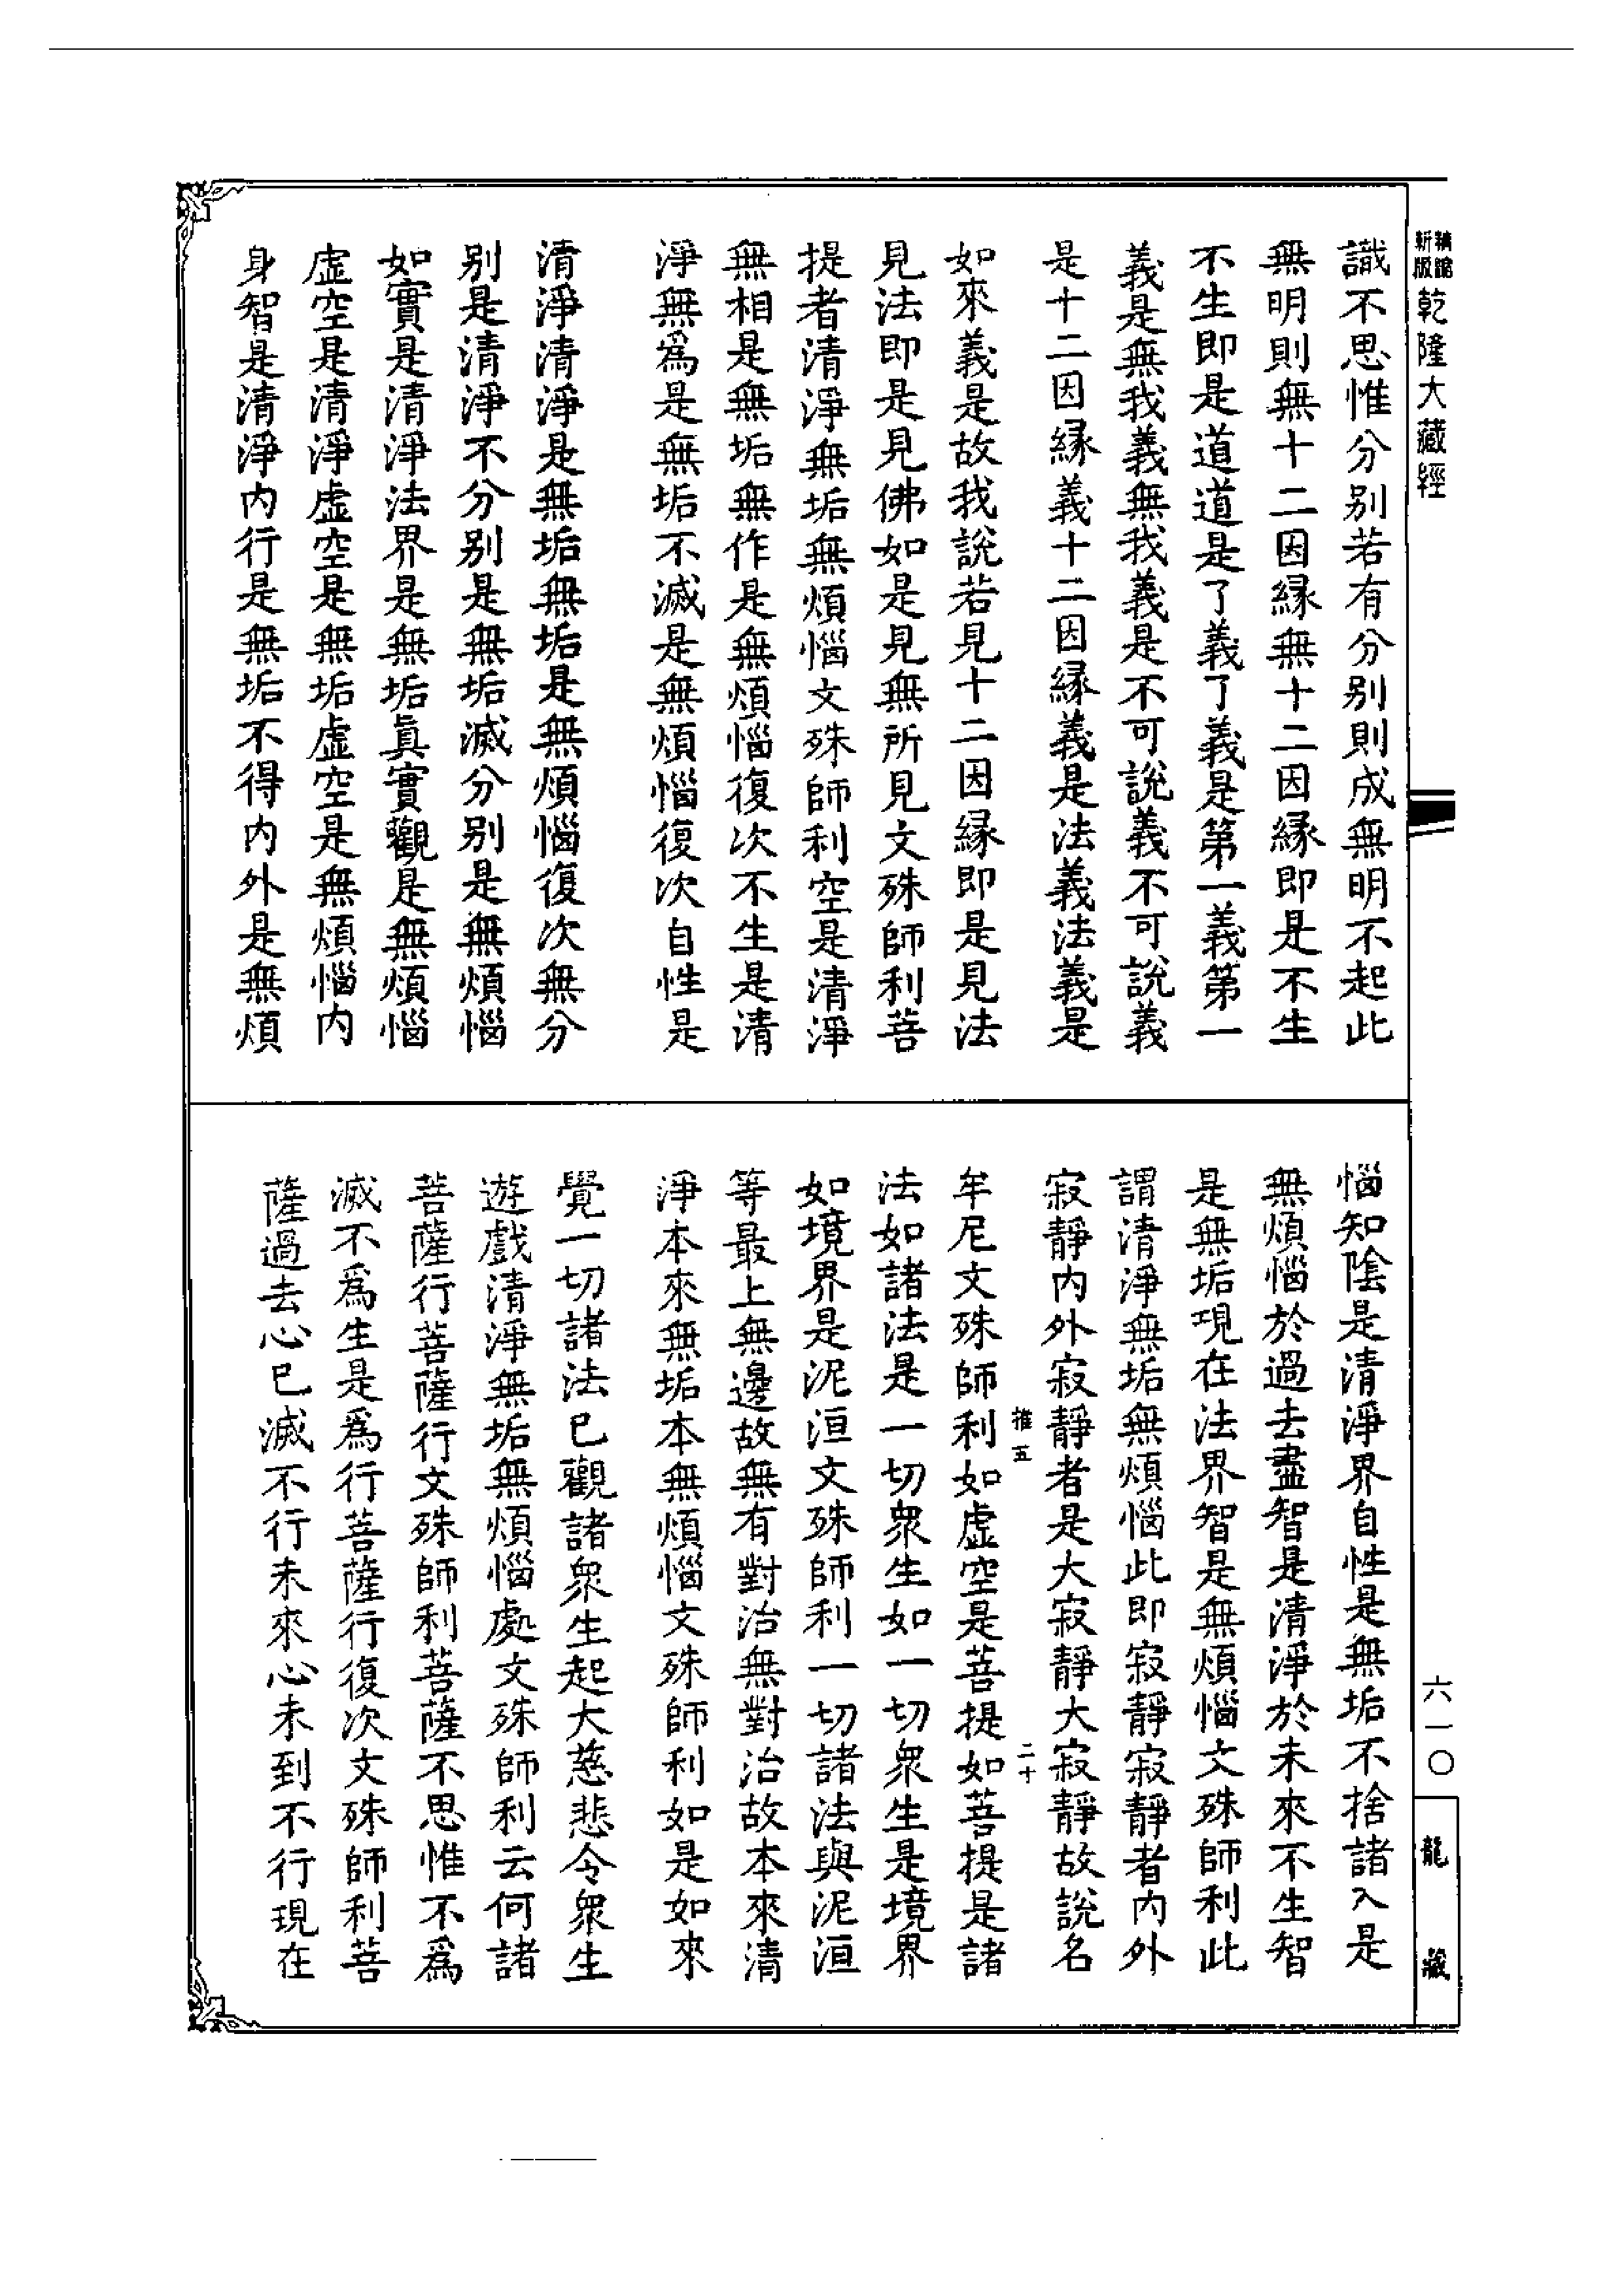 新版
乾隆大藏經
識不思惟分別若有分別則成無明不起此
無明則無十二因緣無十二因緣即是不生
不生即是道道是了義了義是第一義第一
義是無我義無我義是不可說義不可說義
是十二因緣義十二因緣義是法義法義是
如來義是故我說若見十二因緣即是見法
見法即是見佛如是見無所見文殊師利菩
提者清淨無垢無煩惱文殊師利空是清淨
無相是無垢無作是無煩惱復次不生是清
淨無為是無垢不滅是無煩惱復次自性是
清淨清淨是無垢無垢是無煩惱復次無分
別是清淨不分別是無垢滅分別是無煩惱
如實是清淨法界是無垢眞實觀是無煩惱
虛空是清淨虛空是無垢虛空是無煩惱內
身智是清淨內行是無垢不得內外是無煩
惱知陰是清淨界自性是無垢不捨諸入是
無煩惱於過去盡智是清淨於未來不生智
是無垢現在法界智是無煩惱文殊師利此
謂清淨無垢無煩惱此即寂靜寂靜者內外
寂靜內外寂靜者是大寂靜大寂靜故說名
推五
二十
牟尼文殊師利如虛空是菩提如菩提是諸
法如諸法是一切衆生如一切衆生是境界
如境界是泥洹文殊師利一切諸法與泥洹
等最上無邊故無有對治無對治故本來清
淨本來無垢本無煩惱文殊師利如是如來
覺一切諸法已觀諸衆生起大慈悲令衆生
遊戲清淨無垢無煩惱處文殊師利云何諸
菩薩行菩薩行文殊師利菩薩不思惟不爲
滅不爲生是爲行菩薩行復次文殊師利菩
薩過去心已滅不行未來心未到不行現在
六一〇
龍藏